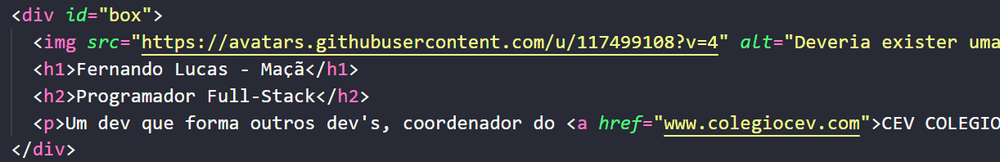 <div id="box">
<img src="https://avatars.githubusercontent.com/u/117499108?v=4" alt="Deveria exister uma
<h1>Fernando Lucas - Maçã</h1>
<h2>Programador Full-Stack</h2>
<p>Um dev que forma outros dev's, coordenador do <a href="www.colegiocev.com">CEV COLEGIO
</div>